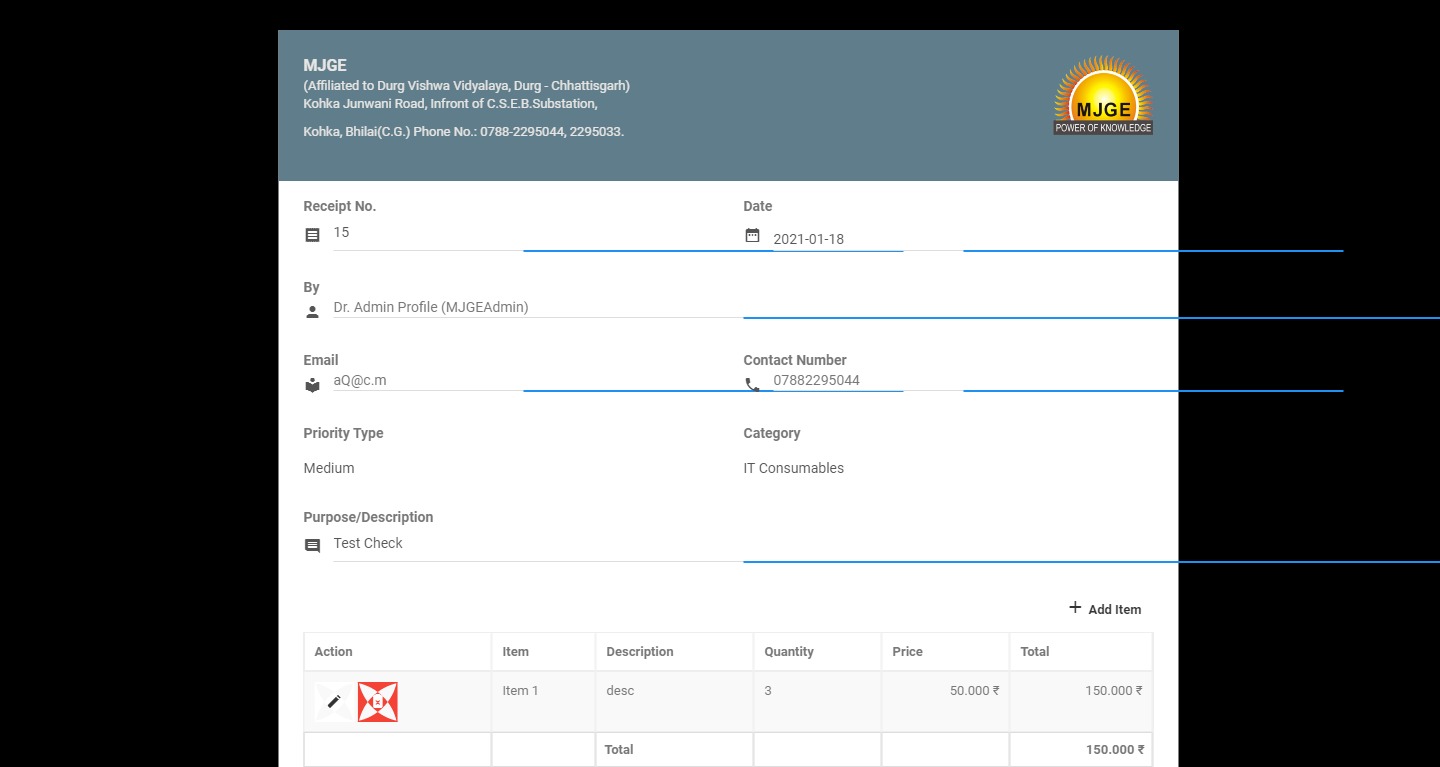 MJGE
(Affiliated to Durg Vishwa Vidyalaya, Durg - Chhattisgarh)
Kohka Junwani Road, Infront of C.S.E.B.Substation,
Kohka, Bhilai(C.G.) Phone No.: 0788-2295044, 2295033.
MJGE
POWER OF KNOWLEDGE
Receipt No. Date
15 2021-01-18
By
Dr. Admin Profile (MJGEAdmin)
Email Contact Number
aQ@c.m 07882295044
Priority Type Category
Medium IT Consumables
Purpose/Description
Test Check
+ Add Item
Action Item Description Quantity Price Total
Item 1 desc 3 50.000 ₹ 150.000 ₹
Total 150.000 ₹